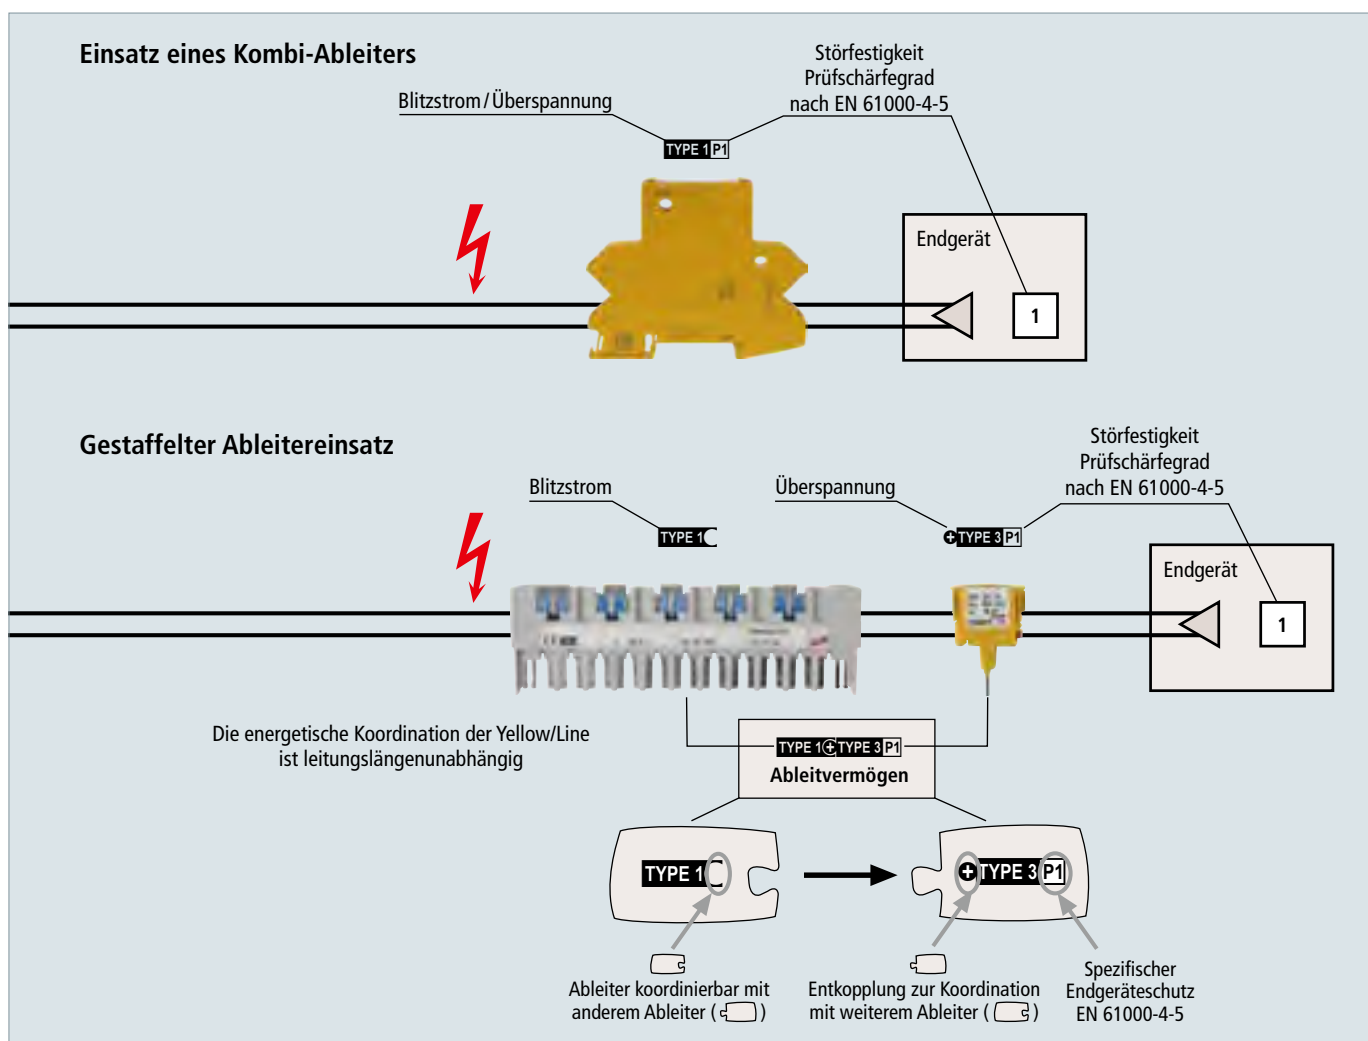 Einsatz eines Kombi-Ableiters
Störfestigkeit
Prüfschärfegrad
nach EN 61000-4-5
Blitzstrom / Überspannung
TYPE 1 P1
Endgerät
1
Gestaffelter Ableitereinsatz
Störfestigkeit
Prüfschärfegrad
nach EN 61000-4-5
Blitzstrom
Überspannung
TYPE 1
+TYPE 3 P1
Endgerät
1
Die energetische Koordination der Yellow/Line
ist leitungslängenunabhängig
TYPE 1+TYPE 3 P1
Ableitvermögen
TYPE 1
+TYPE 3 P1
Ableiter koordinierbar mit
anderem Ableiter ( )
Entkopplung zur Koordination
mit weiterem Ableiter ( )
Spezifischer
Endgeräteschutz
EN 61000-4-5